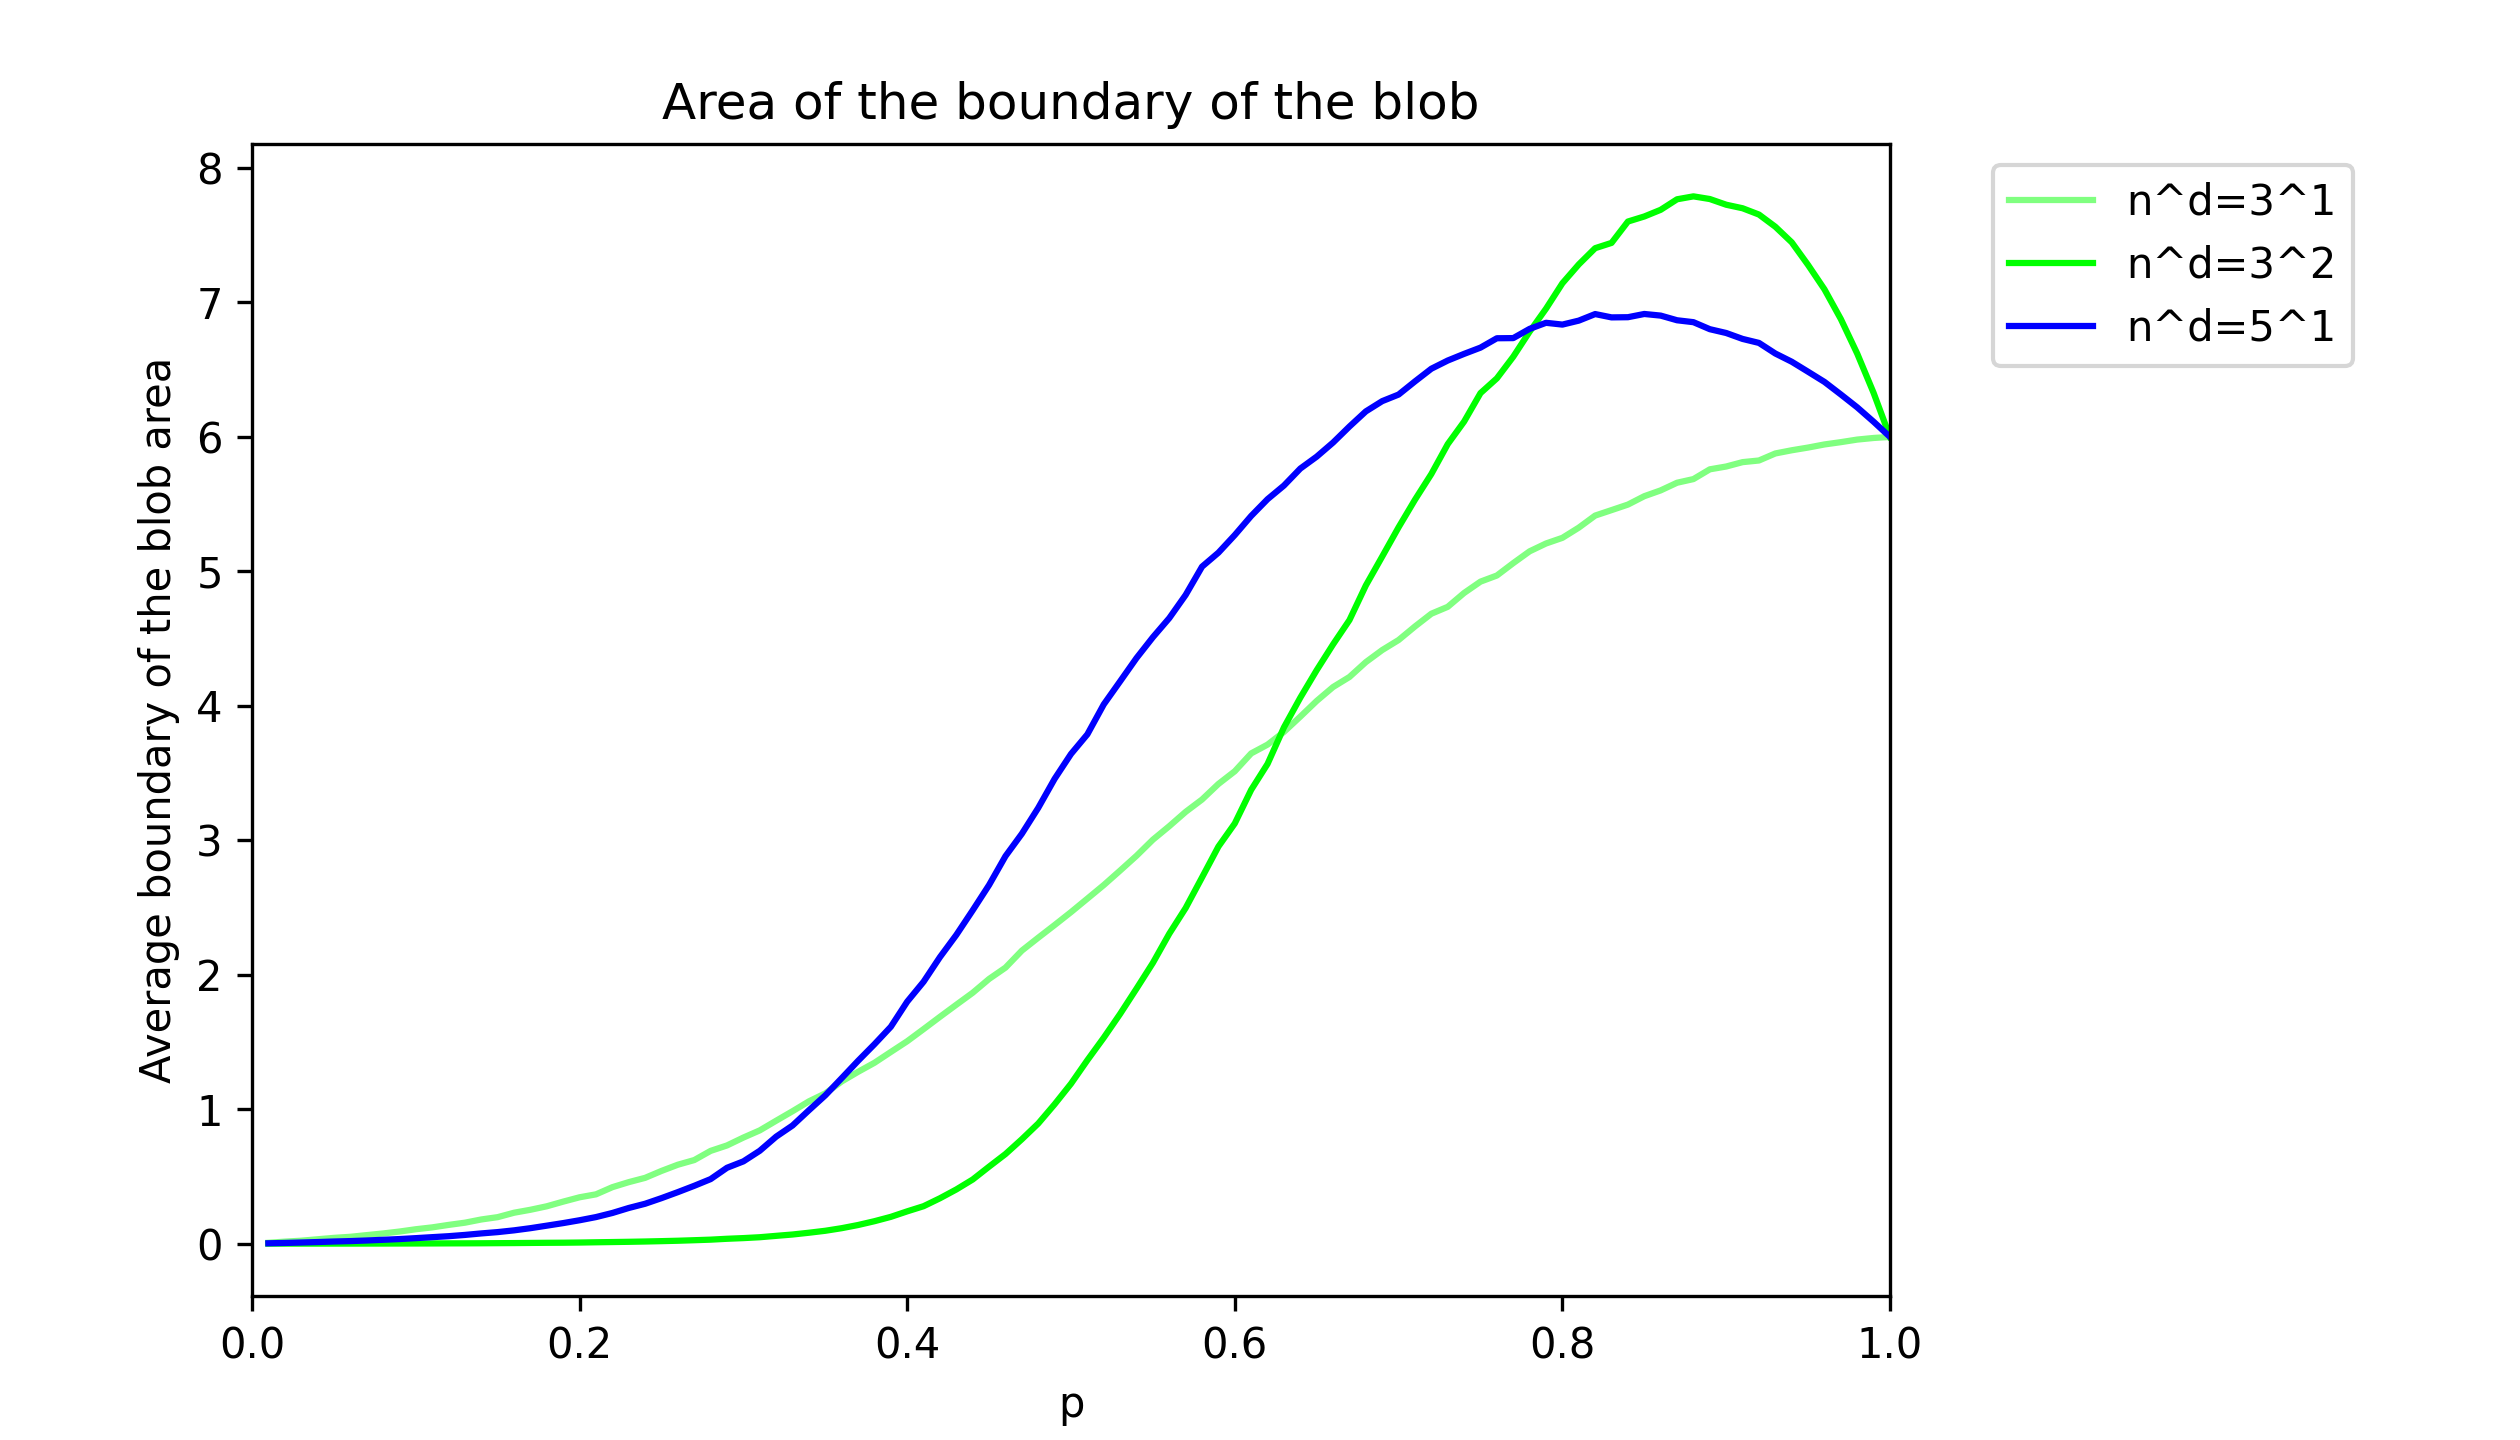 Area of the boundary of the blob
n^d=3^1
n^d=3^2
n^d=5^1
Average boundary of the blob area
8
7
6
5
4
3
2
1
0
0.0 0.2 0.4 0.6 0.8 1.0
p